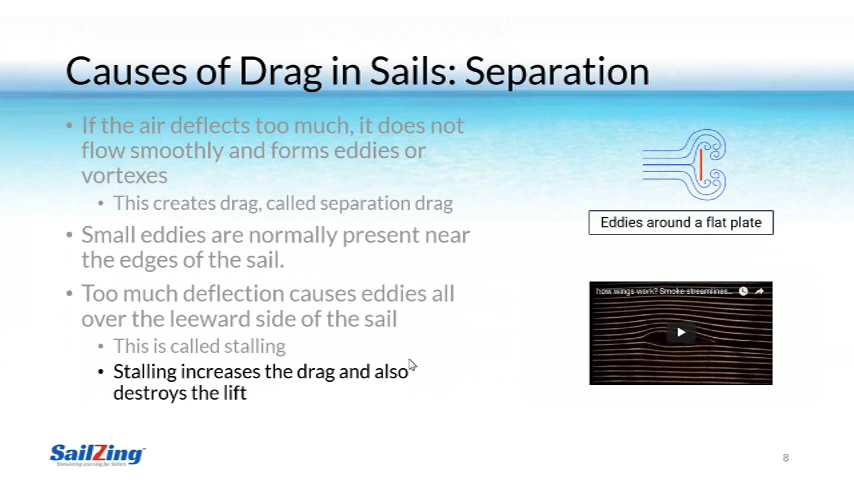 Causes of Drag in Sails: Separation
• If the air deflects too much, it does not
flow smoothly and forms eddies or
vortexes
• This creates drag, called separation drag
• Small eddies are normally present near
the edges of the sail.
• Too much deflection causes eddies all
over the leeward side of the sail
• This is called stalling
• Stalling increases the drag and also
destroys the lift
Eddies around a flat plate
how wings work? Smoke streamlines...
SailZing
Stimulating Learning for Sailors
8